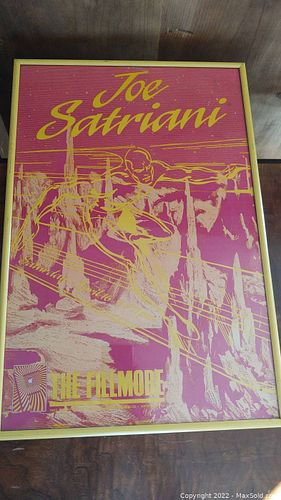 Joe
Satriani
THE FILLMORE
Copyright © 2022 - MaxSold.c